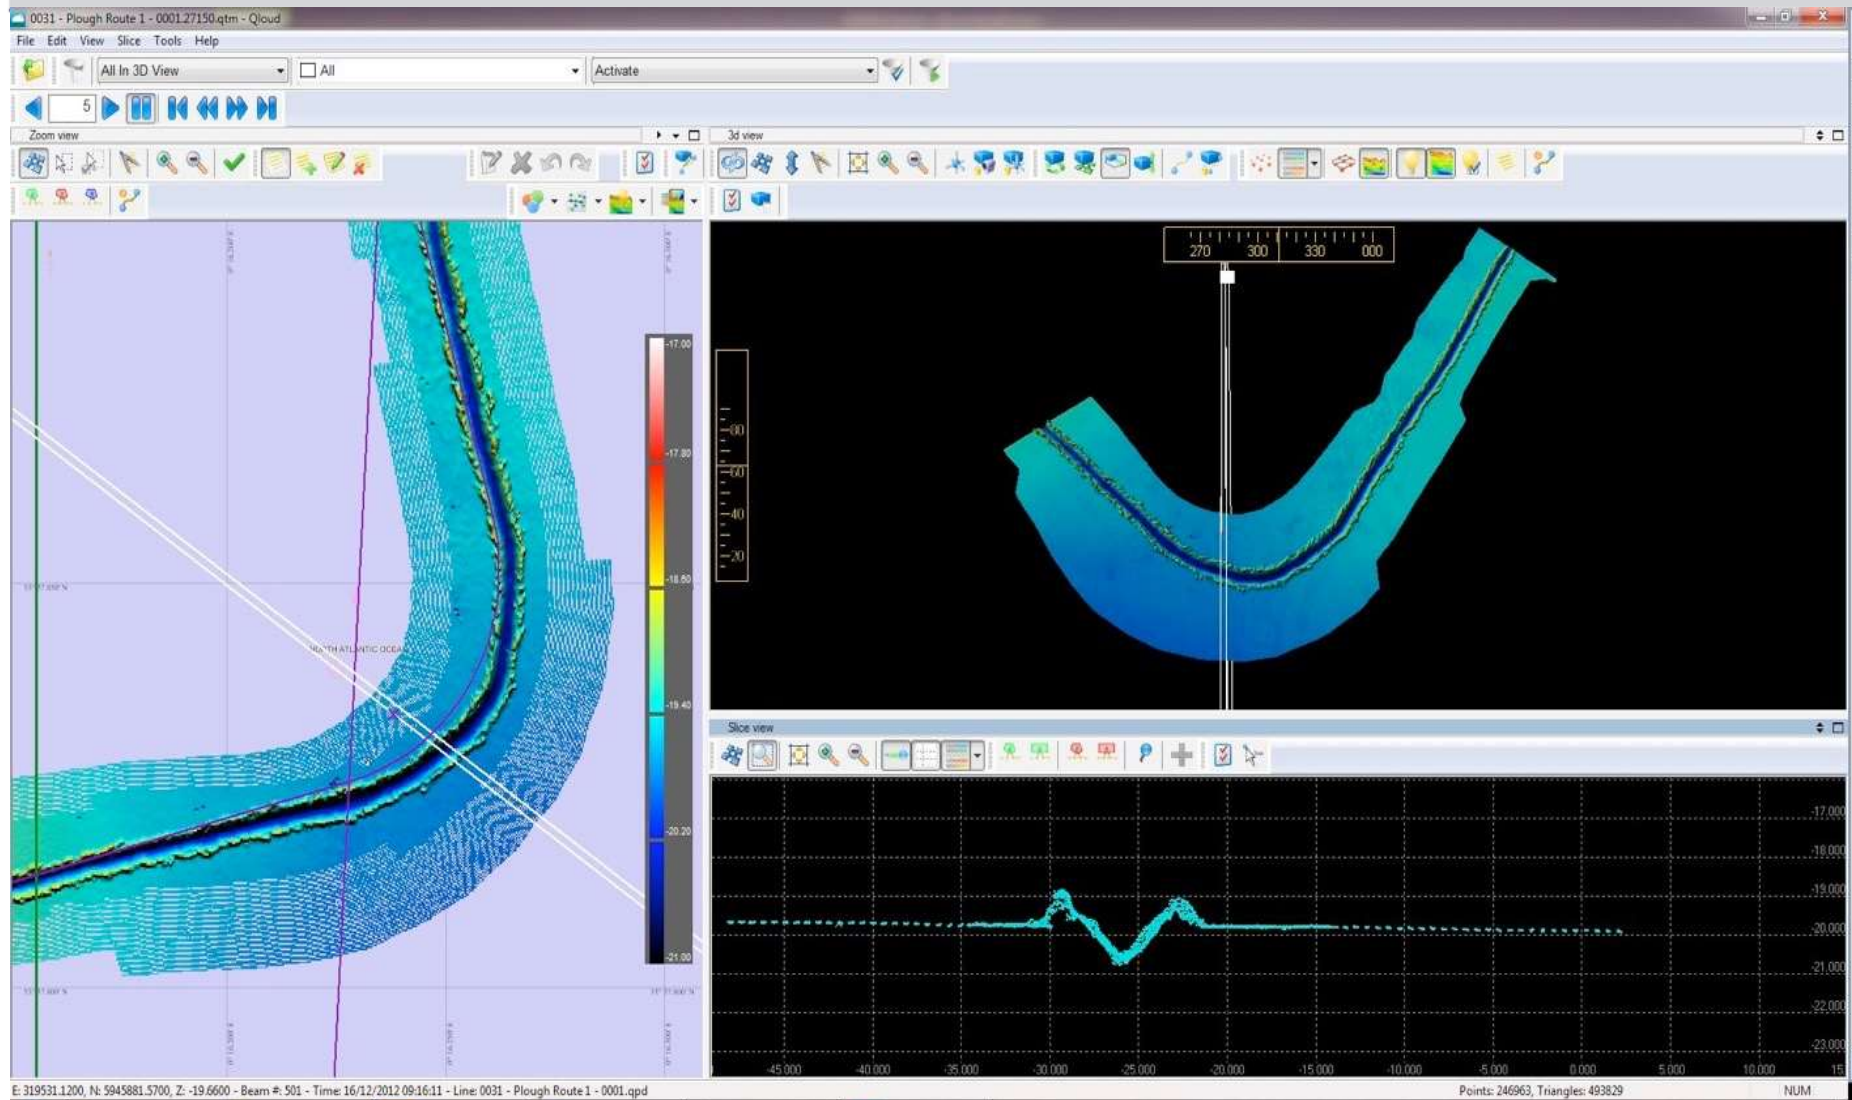 0031 - Plough Route 1 - 0001.27150.qtm - Qloud
File Edit View Slice Tools Help
All In 3D View All Activate
5
Zoom view
3d view
270 300 330 000
80
60
40
20
-17.00
-17.80
-18.60
-19.40
-20.20
-21.00
Slice view
-17.000
-18.000
-19.000
-20.000
-21.000
-22.000
-23.000
-45.000 -40.000 -35.000 -30.000 -25.000 -20.000 -15.000 -10.000 -5.000 0.000 5.000 10.000 15.
E: 319531.1200, N: 5945881.5700, Z: -19.6600 - Beam #: 501 - Time: 16/12/2012 09:16:11 - Line: 0031 - Plough Route 1 - 0001.qpd Points: 246963, Triangles: 493829 NUM